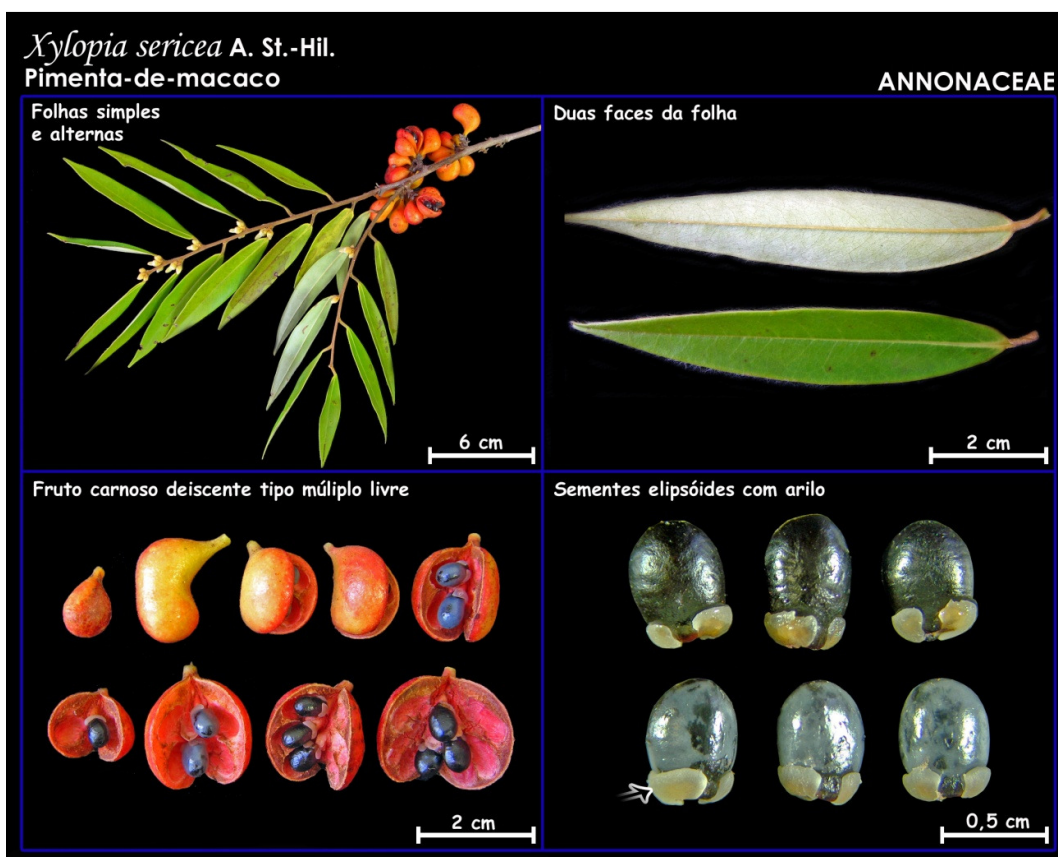 Xylopia sericea A. St.-Hil.
Pimenta-de-macaco
ANNONACEAE
Folhas simples
e alternas
6 cm
Duas faces da folha
2 cm
Fruto carnoso deiscente tipo múliplo livre
2 cm
Sementes elipsóides com arilo
0,5 cm